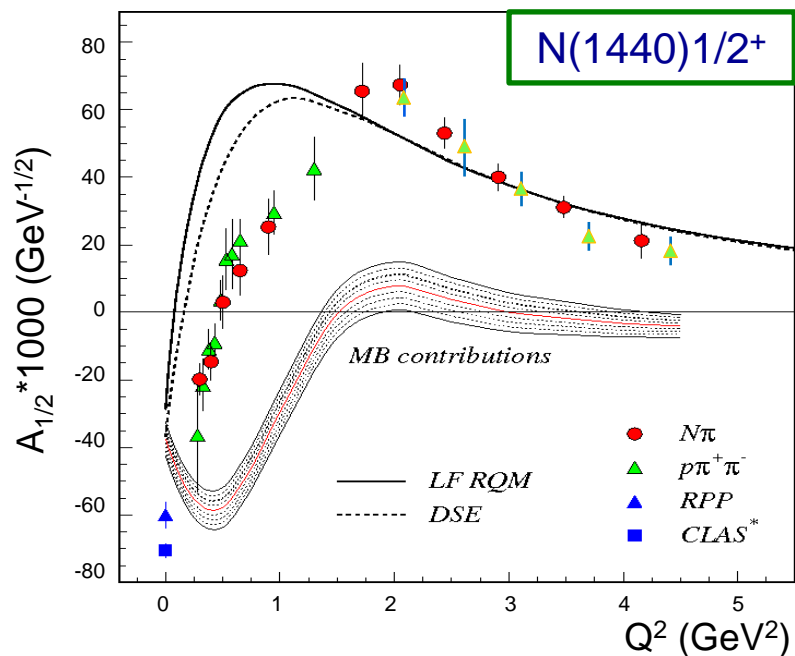 N(1440)1/2+
A1/2*1000 (GeV-1/2)
80
60
40
20
0
-20
-40
-60
-80
MB contributions
LF RQM
DSE
Nπ
pπ+π-
RPP
CLAS*
0 1 2 3 4 5
Q2 (GeV2)